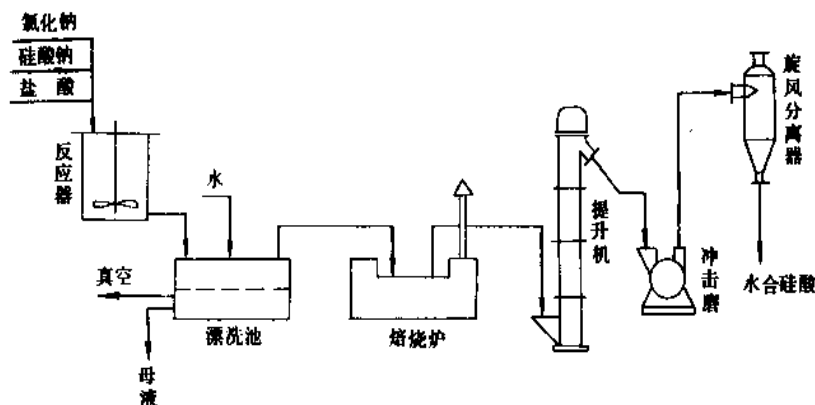 氯化钠
硅酸钠
盐酸
反应器
水
真空
母液
漂洗池
焙烧炉
提升机
冲击磨
旋风分离器
水合硅酸